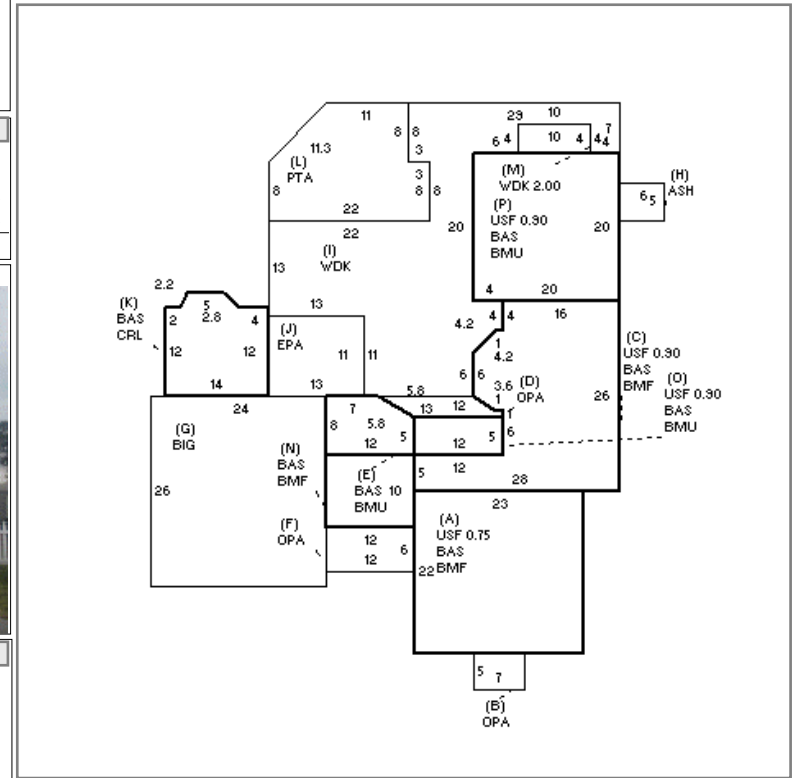 11
29
10
8 8
6 4
10
4
4
7
4
11.3
3
(L)
PTA
3
(M)
WDK 2.00
(H)
ASH
8
8 8
6
5
22
22
20
(P)
USF 0.90
BAS
BMU
20
(I)
WDK
13
2.2
(K)
BAS
CRL
5
2.8
2
4
13
4
20
4 4
16
4.2
(J)
EPA
1
4.2
(C)
USF 0.90
BAS
BMF
12
12
11 11
6 6
3.6
1
(D)
OPA
(O)
USF 0.90
BAS
BMU
14
13
5.8
26
24
7
13 12
1
(G)
BIG
8
5.8
12
5
12
5
6
(N)
BAS
BMF
(E)
BAS 10
BMU
5
12
28
26
23
(F)
OPA
12
12
6
(A)
USF 0.75
BAS
BMF
22
5
7
(B)
OPA